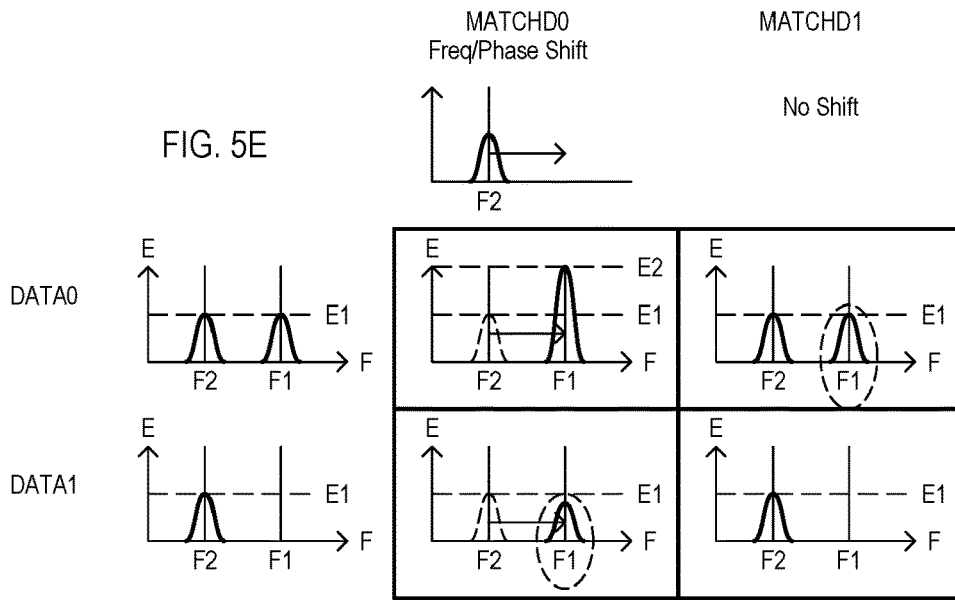 MATCHD0
Freq/Phase Shift
MATCHD1
No Shift
FIG. 5E
F2
DATA0
E
E1
F2
F1
F
E
E2
E1
F2
F1
F
E
E1
F2
F1
F
DATA1
E
E1
F2
F1
F
E
E1
F2
F1
F
E
E1
F2
F1
F